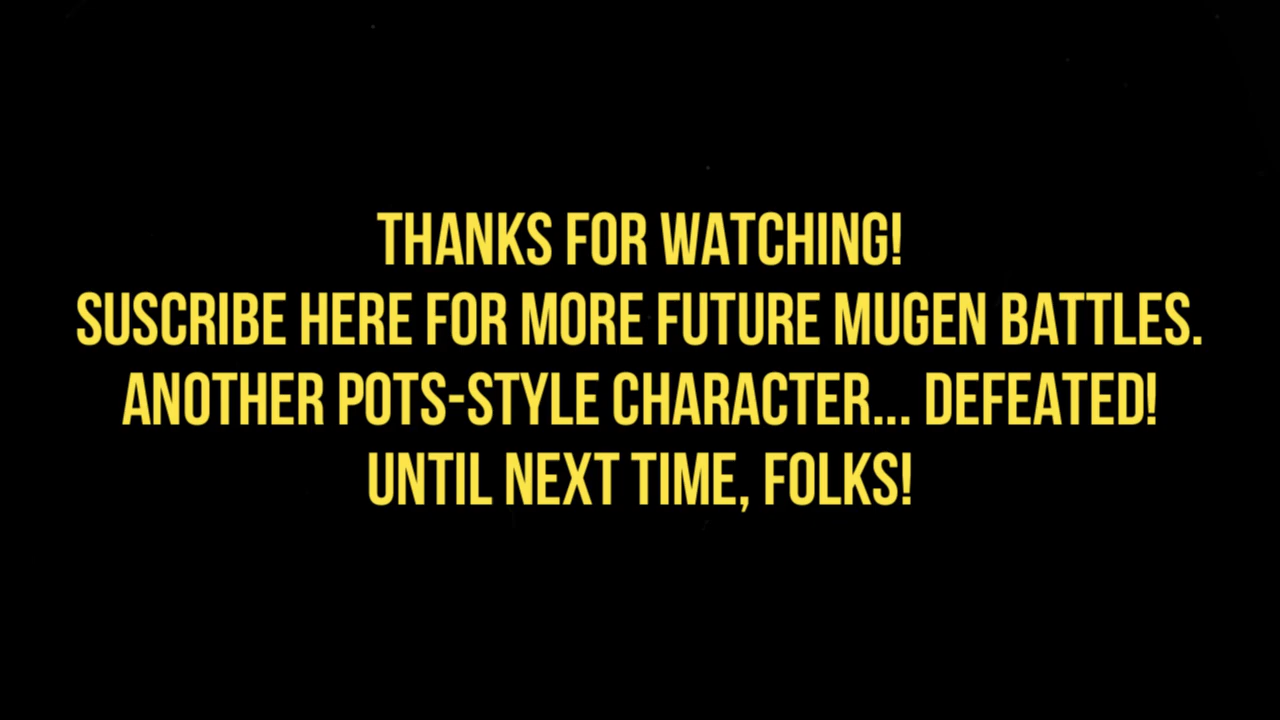 THANKS FOR WATCHING!
SUSCRIBE HERE FOR MORE FUTURE MUGEN BATTLES.
ANOTHER POTS-STYLE CHARACTER... DEFEATED!
UNTIL NEXT TIME, FOLKS!